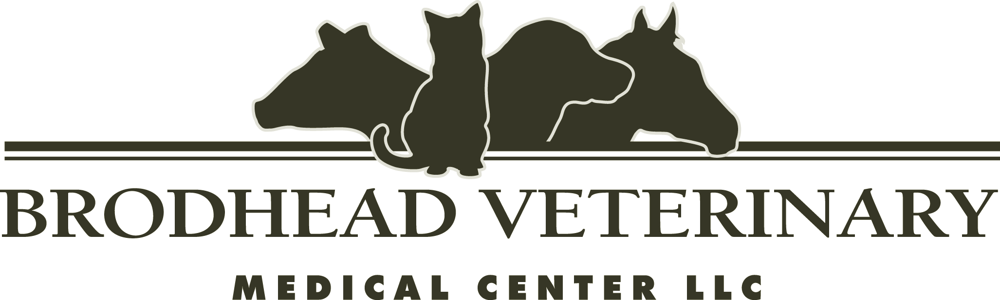 BRODHEAD VETERINARY
MEDICAL CENTER LLC